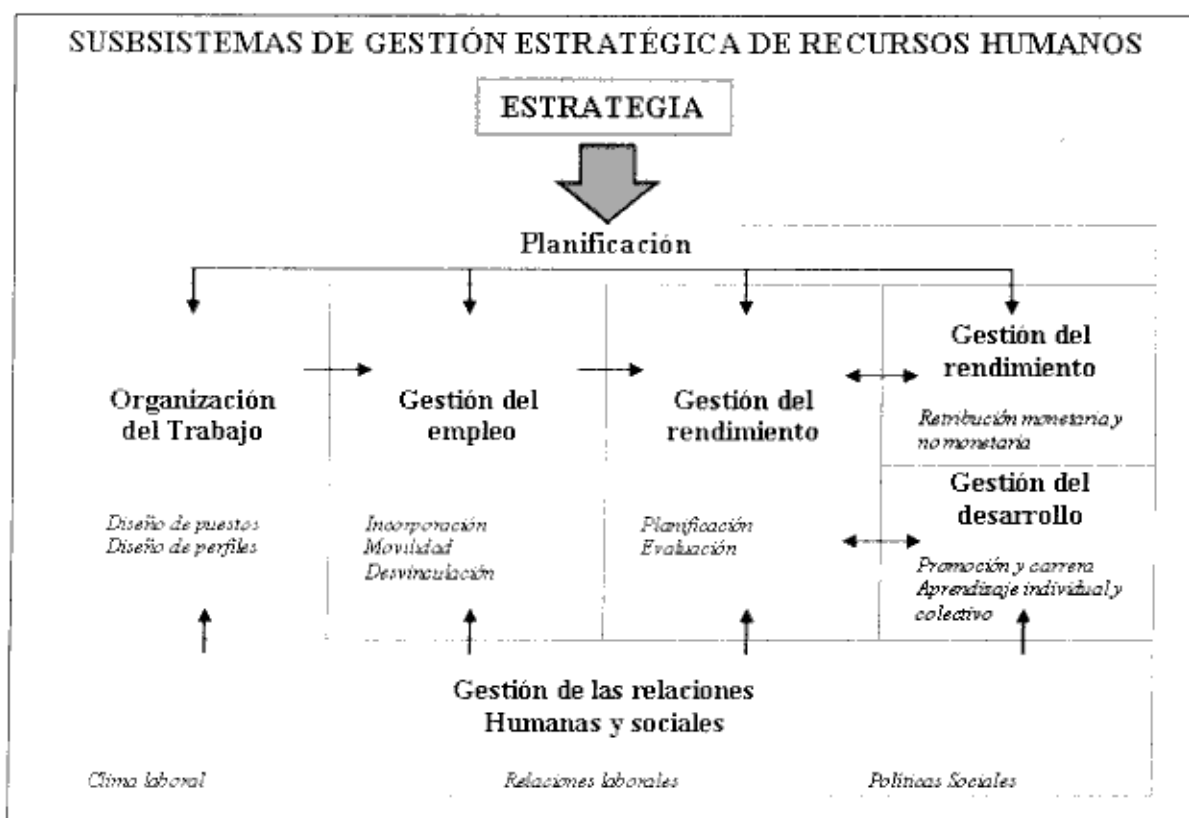 SUSBSISTEMAS DE GESTIÓN ESTRATÉGICA DE RECURSOS HUMANOS
ESTRATEGIA
Planificación
Organización
del Trabajo
Diseño de puestos
Diseño de perfiles
Gestión del
empleo
Incorporación
Movilidad
Desvinculación
Gestión del
rendimiento
Planificación
Evaluación
Gestión del
rendimiento
Retribución monetaria y
no monetaria
Gestión del
desarrollo
Promoción y carrera
Aprendizaje individual y
colectivo
Gestión de las relaciones
Humanas y sociales
Clima laboral
Relaciones laborales
Políticas Sociales